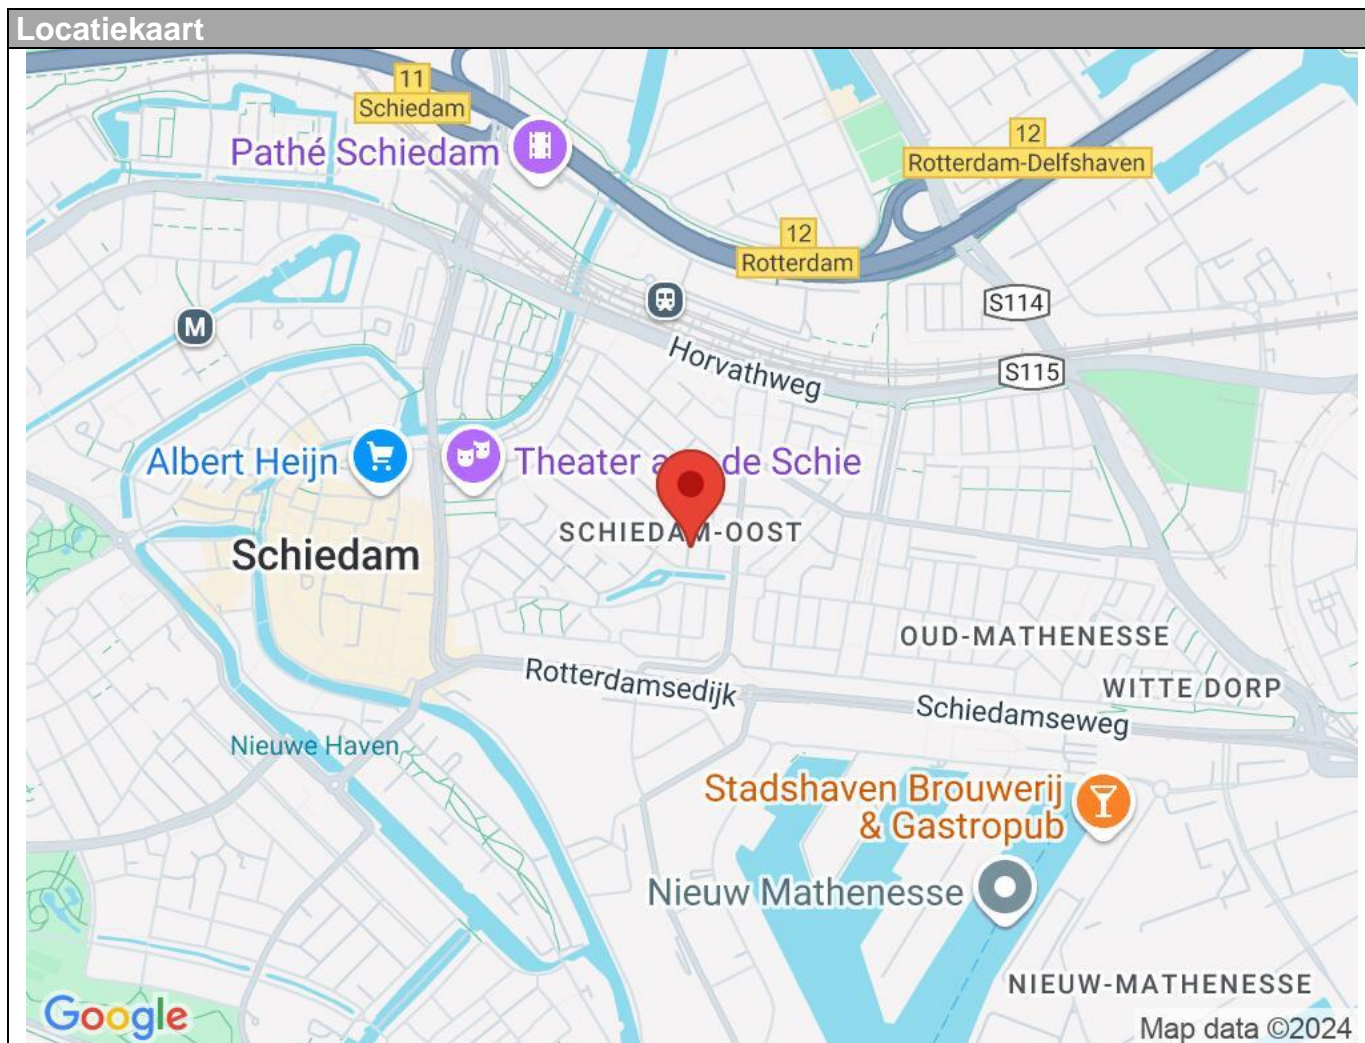 Locatiekaart
11
Schiedam
Pathé Schiedam
12
Rotterdam-Delfshaven
12
Rotterdam
S114
M
Horvathweg
S115
Albert Heijn
Theater a de Schie
SCHIEDAM-OOST
Schiedam
OUD-MATHENESSE
Rotterdamsedijk
WITTE DORP
Schiedamseweg
Nieuwe Haven
Stadshaven Brouwerij
& Gastropub
Nieuw Mathenesse
NIEUW-MATHENESSE
Google
Map data ©2024